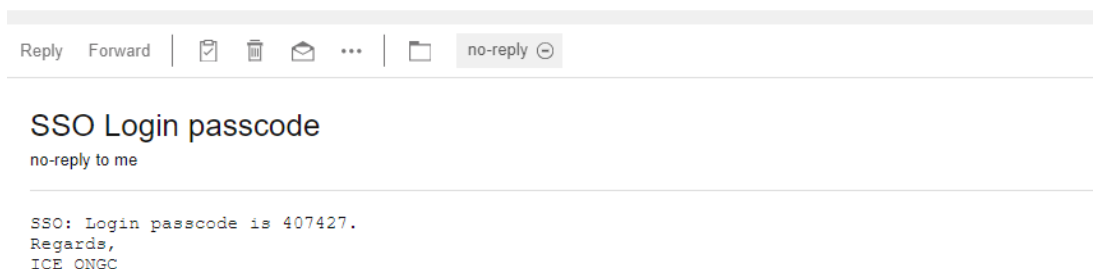 Reply Forward no-reply
SSO Login passcode
no-reply to me
SSO: Login passcode is 407427.
Regards,
ICE ONGC